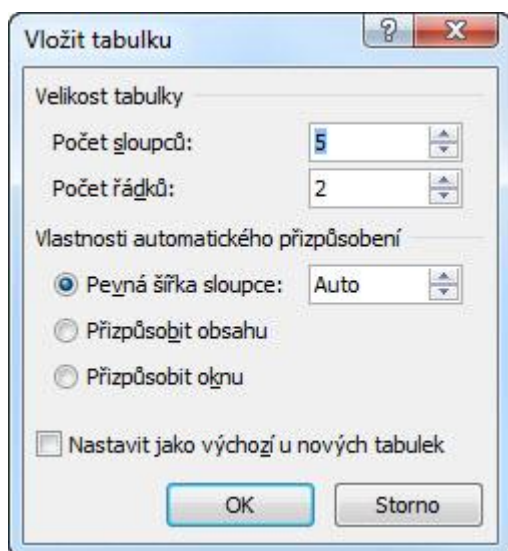 Vložit tabulku
Velikost tabulky
Počet sloupců: 5
Počet řádků: 2
Vlastnosti automatického přizpůsobení
Pevná šířka sloupce: Auto
Přizpůsobit obsahu
Přizpůsobit oknu
Nastavit jako výchozí u nových tabulek
OK Storno